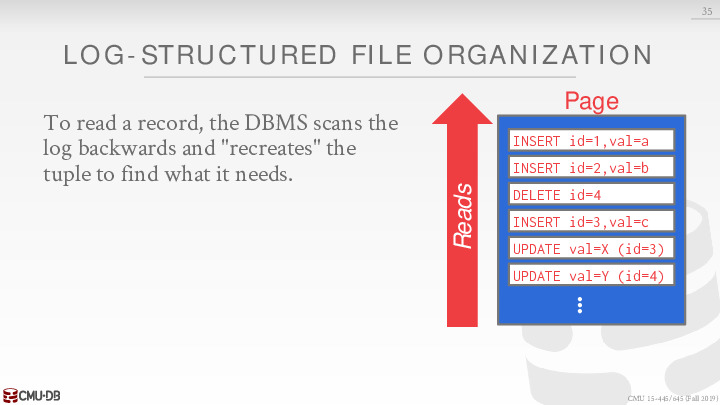 35
LOG-STRUCTURED FILE ORGANIZATION
To read a record, the DBMS scans the
log backwards and "recreates" the
tuple to find what it needs.
Reads
Page
INSERT id=1,val=a
INSERT id=2,val=b
DELETE id=4
INSERT id=3,val=c
UPDATE val=X (id=3)
UPDATE val=Y (id=4)
⋮
CMU·DB
CMU 15-445/645 (Fall 2019)